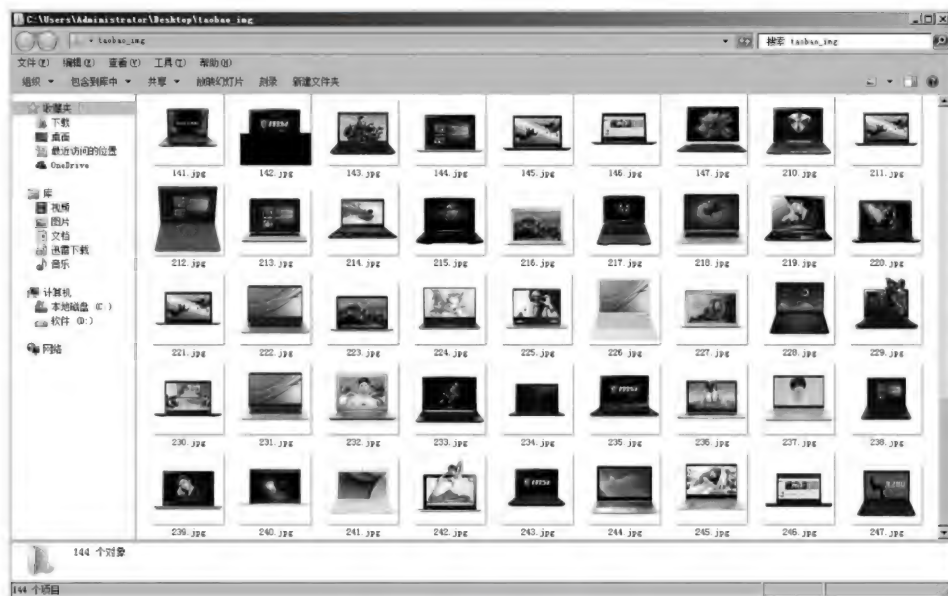 C:\Users\Administrator\Desktop\taobao_img
taobao_img
搜索 taobao_img
文件(F) 编辑(E) 查看(V) 工具(T) 帮助(H)
组织 包含到库中 共享 放映幻灯片 刻录 新建文件夹
收藏夹
下载
桌面
最近访问的位置
OneDrive
库
视频
图片
文档
迅雷下载
音乐
计算机
本地磁盘 (C:)
软件 (D:)
网络
141.jpg 142.jpg 143.jpg 144.jpg 145.jpg 146.jpg 147.jpg 210.jpg 211.jpg
212.jpg 213.jpg 214.jpg 215.jpg 216.jpg 217.jpg 218.jpg 219.jpg 220.jpg
221.jpg 222.jpg 223.jpg 224.jpg 225.jpg 226.jpg 227.jpg 228.jpg 229.jpg
230.jpg 231.jpg 232.jpg 233.jpg 234.jpg 235.jpg 236.jpg 237.jpg 238.jpg
239.jpg 240.jpg 241.jpg 242.jpg 243.jpg 244.jpg 245.jpg 246.jpg 247.jpg
144 个对象
144 个项目